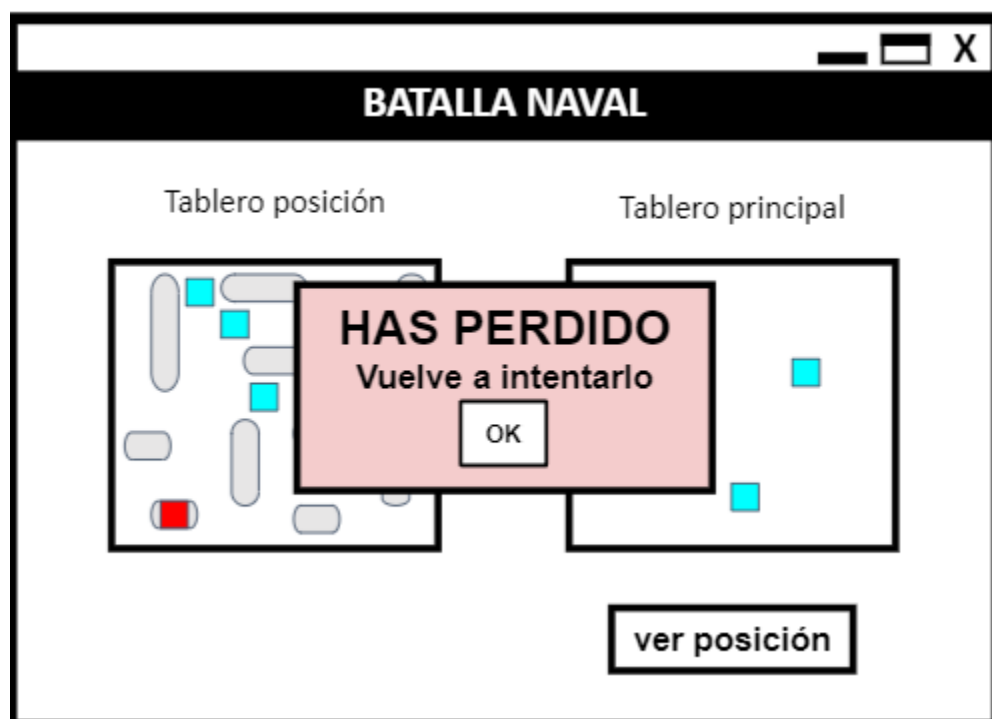 X
BATALLA NAVAL
Tablero posición
Tablero principal
HAS PERDIDO
Vuelve a intentarlo
OK
ver posición